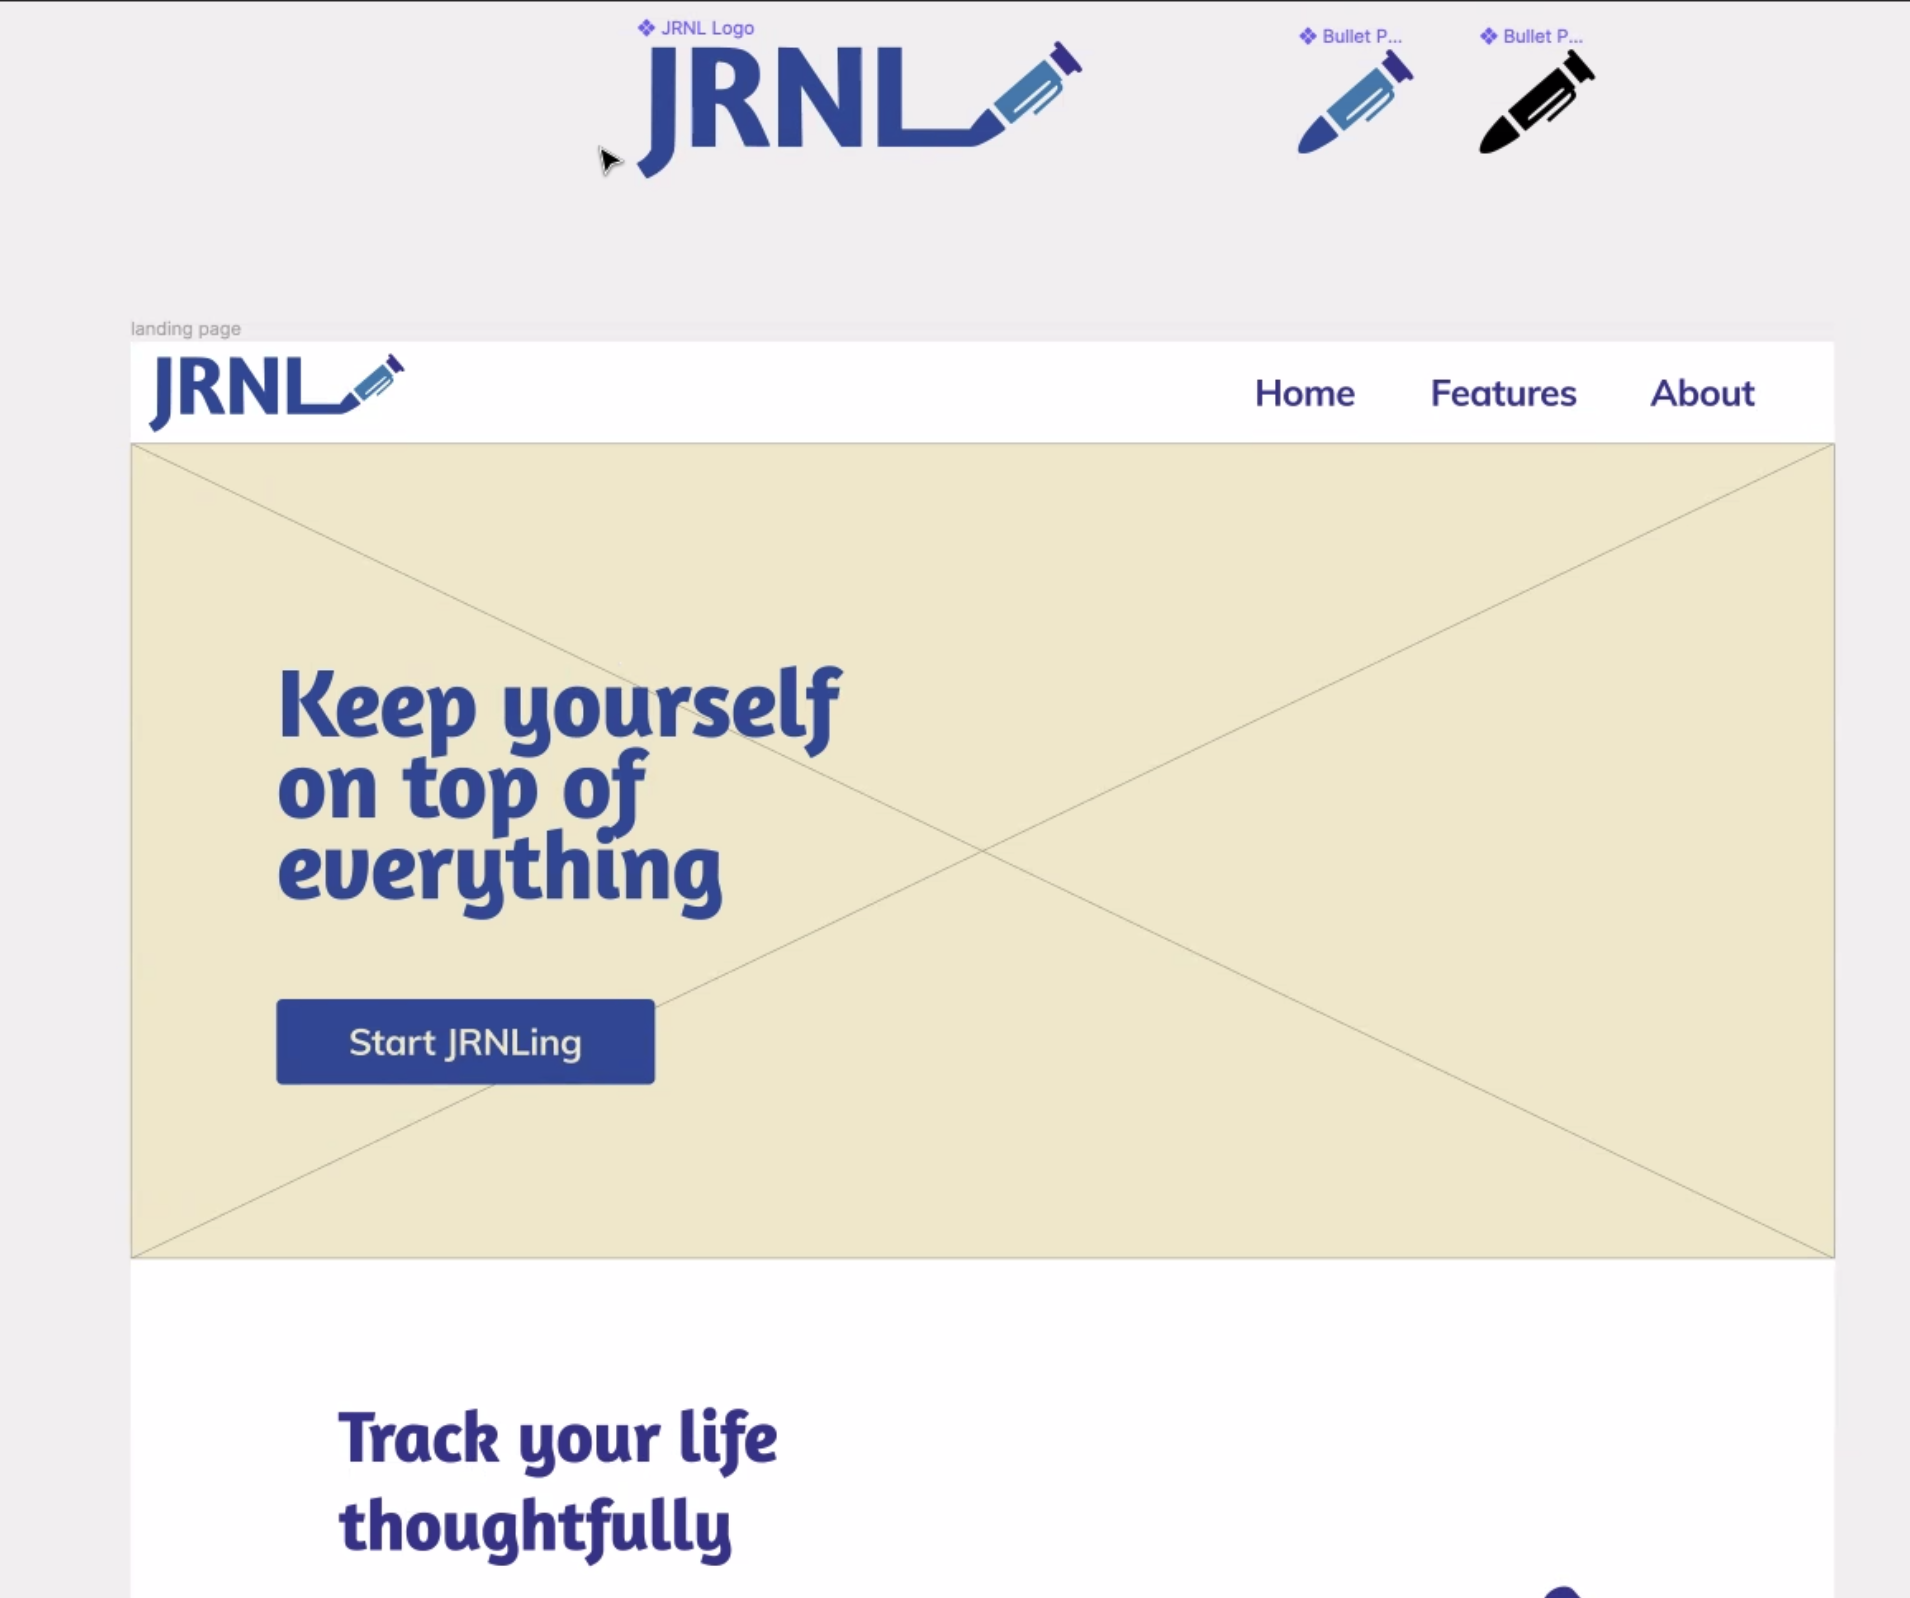 JRNL Logo
Bullet P...
Bullet P...
JRNL
landing page
JRNL
Home
Features
About
Keep yourself
on top of
everything
Start JRNLing
Track your life
thoughtfully